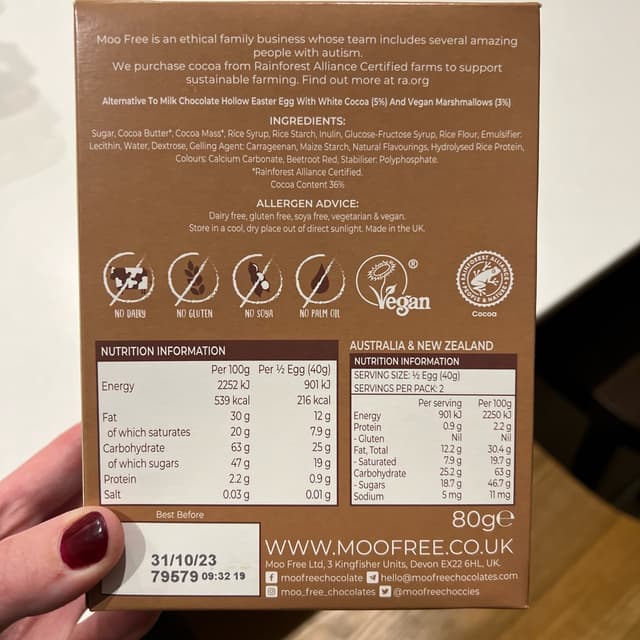 Moo Free is an ethical family business whose team includes several amazing
people with autism.
We purchase cocoa from Rainforest Alliance Certified farms to support
sustainable farming. Find out more at ra.org
Alternative To Milk Chocolate Hollow Easter Egg With White Cocoa (5%) And Vegan Marshmallows (3%)
INGREDIENTS:
Sugar, Cocoa Butter*, Cocoa Mass*, Rice Syrup, Rice Starch, Inulin, Glucose-Fructose Syrup, Rice Flour, Emulsifier:
Lecithin, Water, Dextrose, Gelling Agent: Carrageenan, Maize Starch, Natural Flavourings, Hydrolysed Rice Protein,
Colours: Calcium Carbonate, Beetroot Red, Stabiliser: Polyphosphate.
*Rainforest Alliance Certified.
Cocoa Content 36%
ALLERGEN ADVICE:
Dairy free, gluten free, soya free, vegetarian & vegan.
Store in a cool, dry place out of direct sunlight. Made in the UK.
NO DAIRY NO GLUTEN NO SOYA NO PALM OIL Vegan ®
RAINFOREST ALLIANCE
PEOPLE & NATURE
Cocoa
NUTRITION INFORMATION
Per 100g Per ½ Egg (40g)
Energy 2252 kJ 901 kJ
539 kcal 216 kcal
Fat 30 g 12 g
of which saturates 20 g 7.9 g
Carbohydrate 63 g 25 g
of which sugars 47 g 19 g
Protein 2.2 g 0.9 g
Salt 0.03 g 0.01 g
AUSTRALIA & NEW ZEALAND
NUTRITION INFORMATION
SERVING SIZE: ½ Egg (40g)
SERVINGS PER PACK: 2
Per serving Per 100g
Energy 901 kJ 2250 kJ
Protein 0.9 g 2.2 g
- Gluten Nil Nil
Fat, Total 12.2 g 30.4 g
- Saturated 7.9 g 19.7 g
Carbohydrate 25.2 g 63 g
- Sugars 18.7 g 46.7 g
Sodium 5 mg 11 mg
Best Before
31/10/23
79579 09:32 19
80g℮
WWW.MOOFREE.CO.UK
Moo Free Ltd, 3 Kingfisher Units, Devon EX22 6HL, UK.
moofreechocolate hello@moofreechocolates.com
moo_free_chocolates @moofreechoccies